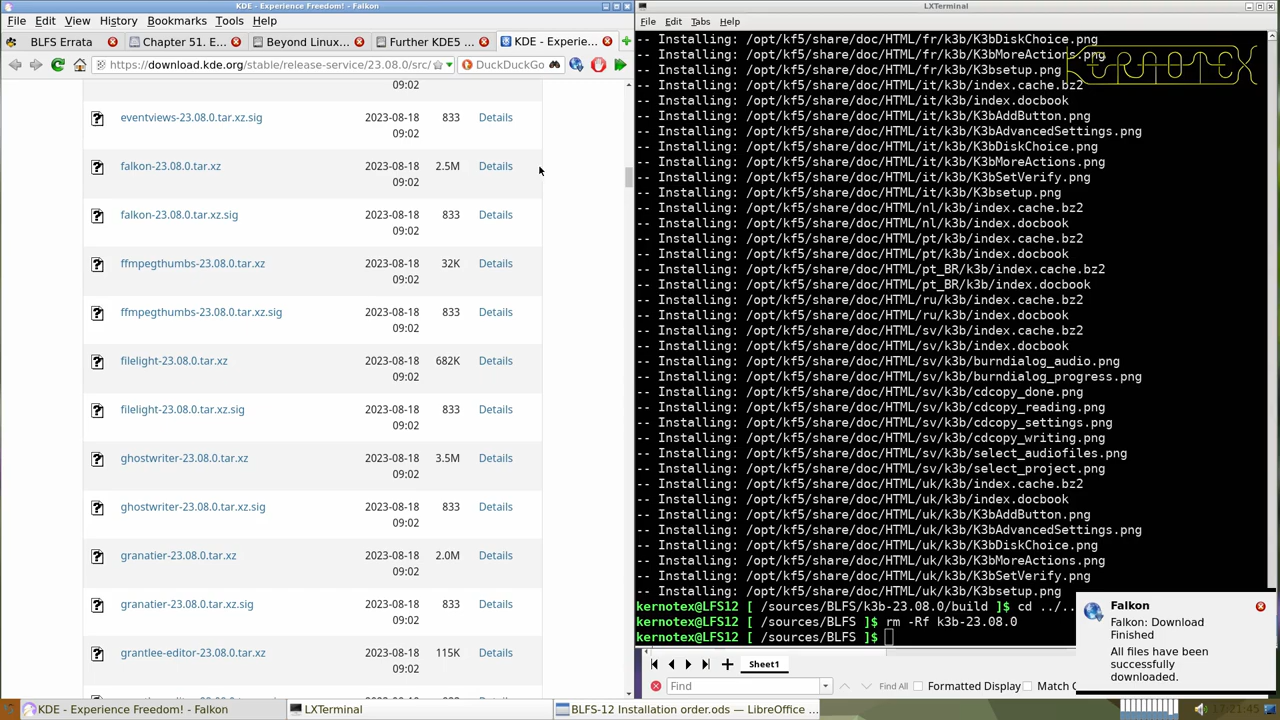 KDE - Experience Freedom! - Falkon
File Edit View History Bookmarks Tools Help
BLFS Errata
Chapter 51. E...
Beyond Linux...
Further KDE5 ...
KDE - Experie...
https://download.kde.org/stable/release-service/23.08.0/src/
DuckDuckGo
09:02
eventviews-23.08.0.tar.xz.sig 2023-08-18 833 Details
09:02
falkon-23.08.0.tar.xz 2023-08-18 2.5M Details
09:02
falkon-23.08.0.tar.xz.sig 2023-08-18 833 Details
09:02
ffmpegthumbs-23.08.0.tar.xz 2023-08-18 32K Details
09:02
ffmpegthumbs-23.08.0.tar.xz.sig 2023-08-18 833 Details
09:02
filelight-23.08.0.tar.xz 2023-08-18 682K Details
09:02
filelight-23.08.0.tar.xz.sig 2023-08-18 833 Details
09:02
ghostwriter-23.08.0.tar.xz 2023-08-18 3.5M Details
09:02
ghostwriter-23.08.0.tar.xz.sig 2023-08-18 833 Details
09:02
granatier-23.08.0.tar.xz 2023-08-18 2.0M Details
09:02
granatier-23.08.0.tar.xz.sig 2023-08-18 833 Details
09:02
grantlee-editor-23.08.0.tar.xz 2023-08-18 115K Details
09:02
LXTerminal
File Edit Tabs Help
-- Installing: /opt/kf5/share/doc/HTML/fr/k3b/K3bDiskChoice.png
-- Installing: /opt/kf5/share/doc/HTML/fr/k3b/K3bMoreActions.png
-- Installing: /opt/kf5/share/doc/HTML/fr/k3b/K3bsetup.png
-- Installing: /opt/kf5/share/doc/HTML/it/k3b/index.cache.bz2
-- Installing: /opt/kf5/share/doc/HTML/it/k3b/index.docbook
-- Installing: /opt/kf5/share/doc/HTML/it/k3b/K3bAddButton.png
-- Installing: /opt/kf5/share/doc/HTML/it/k3b/K3bAdvancedSettings.png
-- Installing: /opt/kf5/share/doc/HTML/it/k3b/K3bDiskChoice.png
-- Installing: /opt/kf5/share/doc/HTML/it/k3b/K3bMoreActions.png
-- Installing: /opt/kf5/share/doc/HTML/it/k3b/K3bSetVerify.png
-- Installing: /opt/kf5/share/doc/HTML/it/k3b/K3bsetup.png
-- Installing: /opt/kf5/share/doc/HTML/nl/k3b/index.cache.bz2
-- Installing: /opt/kf5/share/doc/HTML/nl/k3b/index.docbook
-- Installing: /opt/kf5/share/doc/HTML/pt/k3b/index.cache.bz2
-- Installing: /opt/kf5/share/doc/HTML/pt/k3b/index.docbook
-- Installing: /opt/kf5/share/doc/HTML/pt_BR/k3b/index.cache.bz2
-- Installing: /opt/kf5/share/doc/HTML/pt_BR/k3b/index.docbook
-- Installing: /opt/kf5/share/doc/HTML/ru/k3b/index.cache.bz2
-- Installing: /opt/kf5/share/doc/HTML/ru/k3b/index.docbook
-- Installing: /opt/kf5/share/doc/HTML/sv/k3b/index.cache.bz2
-- Installing: /opt/kf5/share/doc/HTML/sv/k3b/index.docbook
-- Installing: /opt/kf5/share/doc/HTML/sv/k3b/burndialog_audio.png
-- Installing: /opt/kf5/share/doc/HTML/sv/k3b/burndialog_progress.png
-- Installing: /opt/kf5/share/doc/HTML/sv/k3b/cdcopy_done.png
-- Installing: /opt/kf5/share/doc/HTML/sv/k3b/cdcopy_reading.png
-- Installing: /opt/kf5/share/doc/HTML/sv/k3b/cdcopy_settings.png
-- Installing: /opt/kf5/share/doc/HTML/sv/k3b/cdcopy_writing.png
-- Installing: /opt/kf5/share/doc/HTML/sv/k3b/select_audiofiles.png
-- Installing: /opt/kf5/share/doc/HTML/sv/k3b/select_project.png
-- Installing: /opt/kf5/share/doc/HTML/uk/k3b/index.cache.bz2
-- Installing: /opt/kf5/share/doc/HTML/uk/k3b/index.docbook
-- Installing: /opt/kf5/share/doc/HTML/uk/k3b/K3bAddButton.png
-- Installing: /opt/kf5/share/doc/HTML/uk/k3b/K3bAdvancedSettings.png
-- Installing: /opt/kf5/share/doc/HTML/uk/k3b/K3bDiskChoice.png
-- Installing: /opt/kf5/share/doc/HTML/uk/k3b/K3bMoreActions.png
-- Installing: /opt/kf5/share/doc/HTML/uk/k3b/K3bSetVerify.png
-- Installing: /opt/kf5/share/doc/HTML/uk/k3b/K3bsetup.png
kernotex@LFS12 [ /sources/BLFS/k3b-23.08.0/build ]$ cd ../..
kernotex@LFS12 [ /sources/BLFS ]$ rm -Rf k3b-23.08.0
kernotex@LFS12 [ /sources/BLFS ]$
Falkon
Falkon: Download
Finished
All files have been
successfully
downloaded.
Sheet1
Find
Find All
Formatted Display
Match
KDE - Experience Freedom! - Falkon
LXTerminal
BLFS-12 Installation order.ods — LibreOffice ...
17:21:45